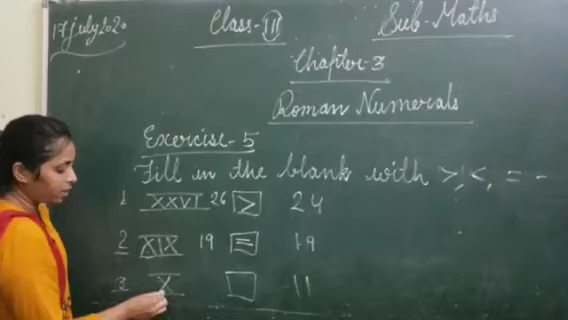 17 July 2020 Class-III Sub-Maths
Chapter-3
Roman Numerals
Exercise-5
Fill in the blank with >, <, = -
1 XXVI 26 > 24
2 XIX 19 = 19
3 X 11